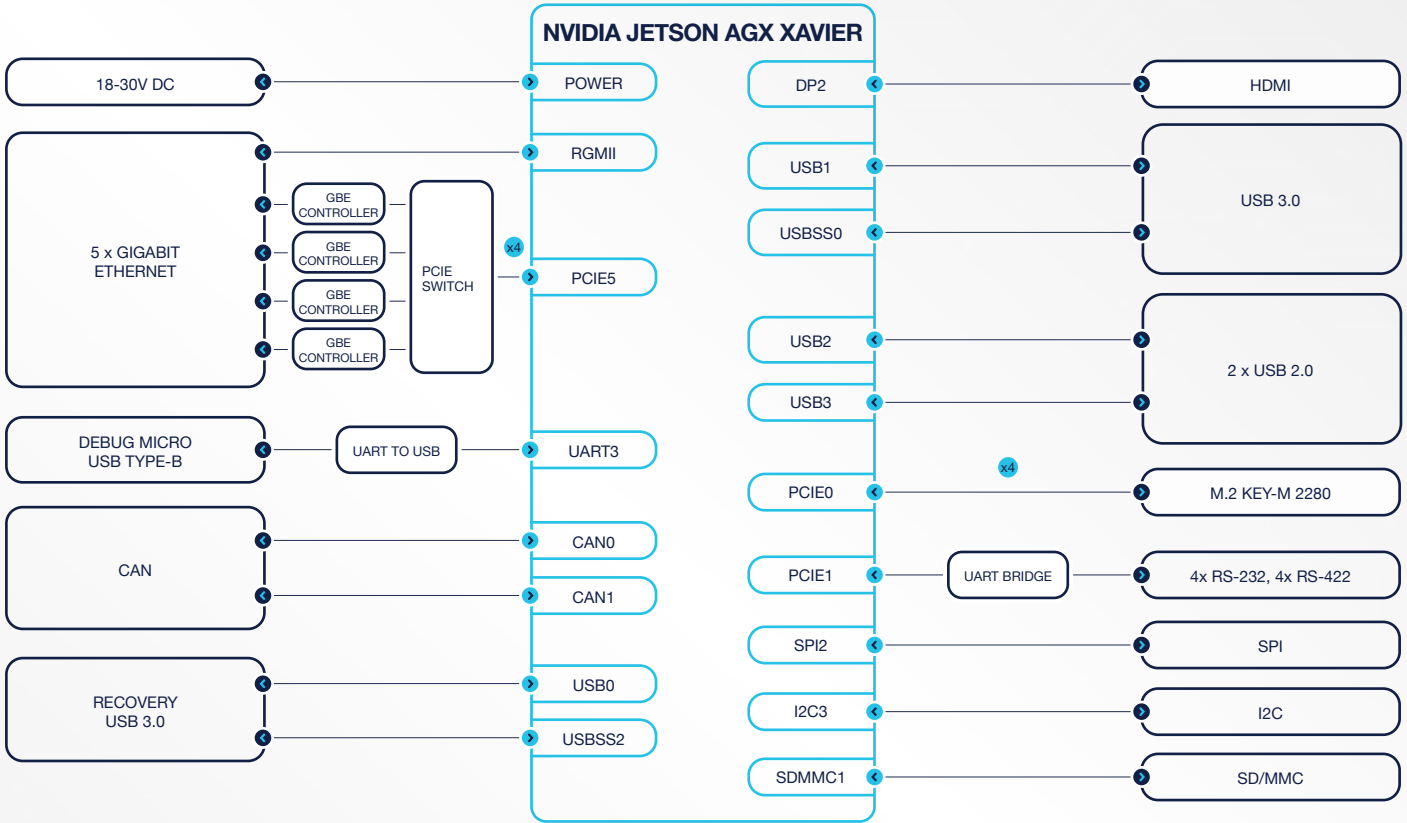 NVIDIA JETSON AGX XAVIER
18-30V DC
POWER
5 x GIGABIT
ETHERNET
RGMII
GBE
CONTROLLER
GBE
CONTROLLER
GBE
CONTROLLER
GBE
CONTROLLER
PCIE
SWITCH
x4
PCIE5
DEBUG MICRO
USB TYPE-B
UART TO USB
UART3
CAN
CAN0
CAN1
RECOVERY
USB 3.0
USB0
USBSS2
DP2
HDMI
USB1
USBSS0
USB 3.0
USB2
USB3
2 x USB 2.0
PCIE0
x4
M.2 KEY-M 2280
PCIE1
UART BRIDGE
4x RS-232, 4x RS-422
SPI2
SPI
I2C3
I2C
SDMMC1
SD/MMC